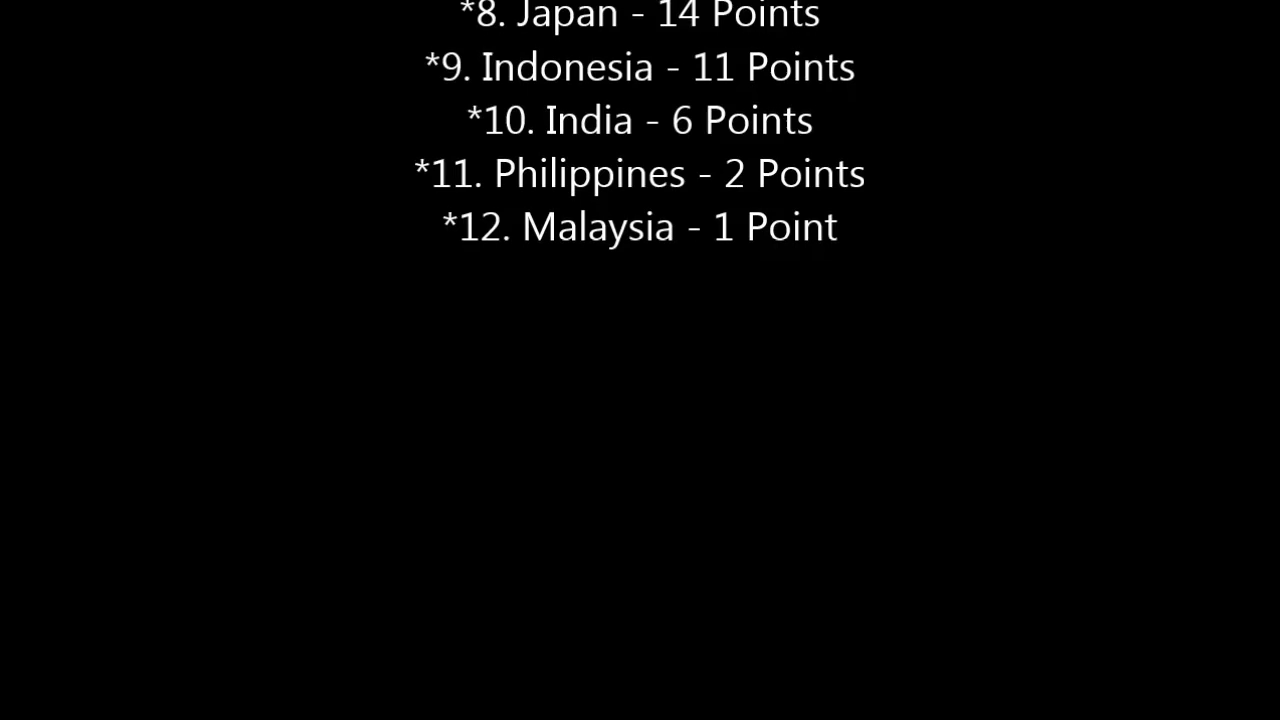 *8. Japan - 14 Points
*9. Indonesia - 11 Points
*10. India - 6 Points
*11. Philippines - 2 Points
*12. Malaysia - 1 Point